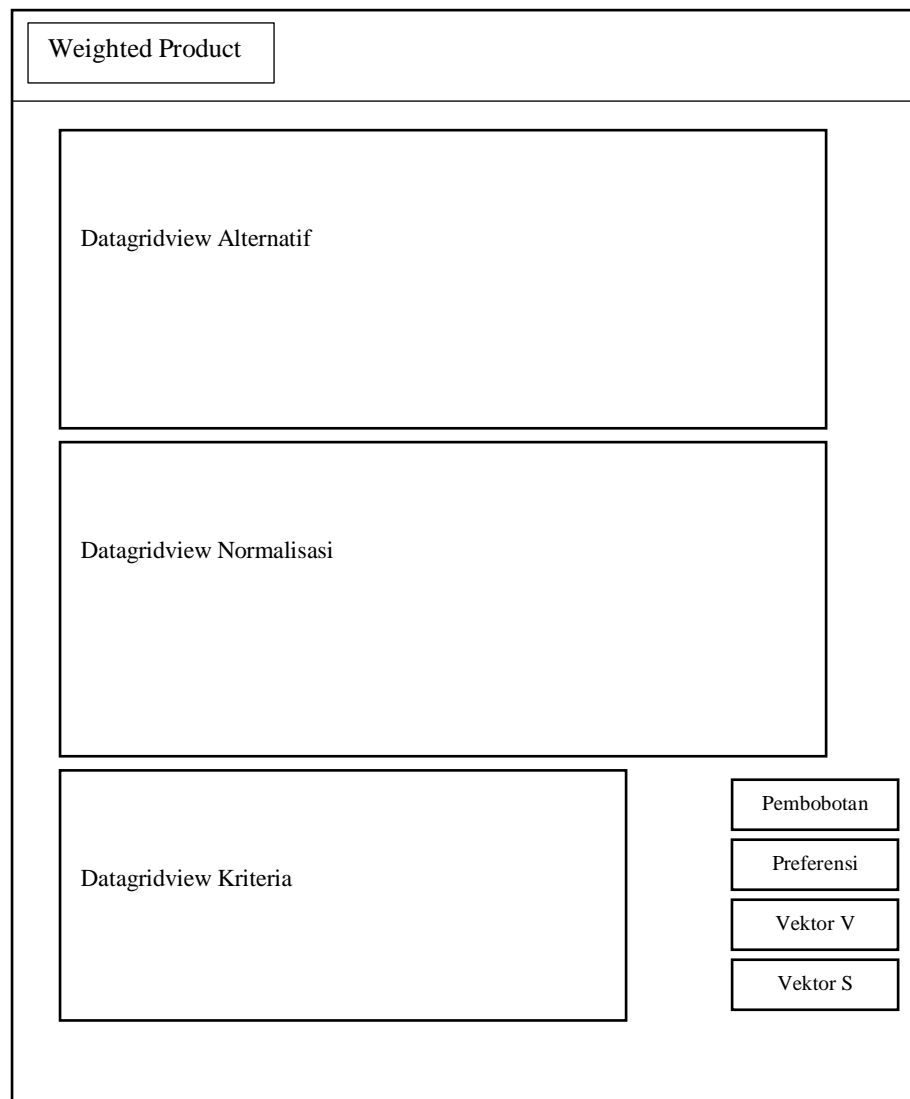 Weighted Product
Datagridview Alternatif
Datagridview Normalisasi
Datagridview Kriteria
Pembobotan
Preferensi
Vektor V
Vektor S